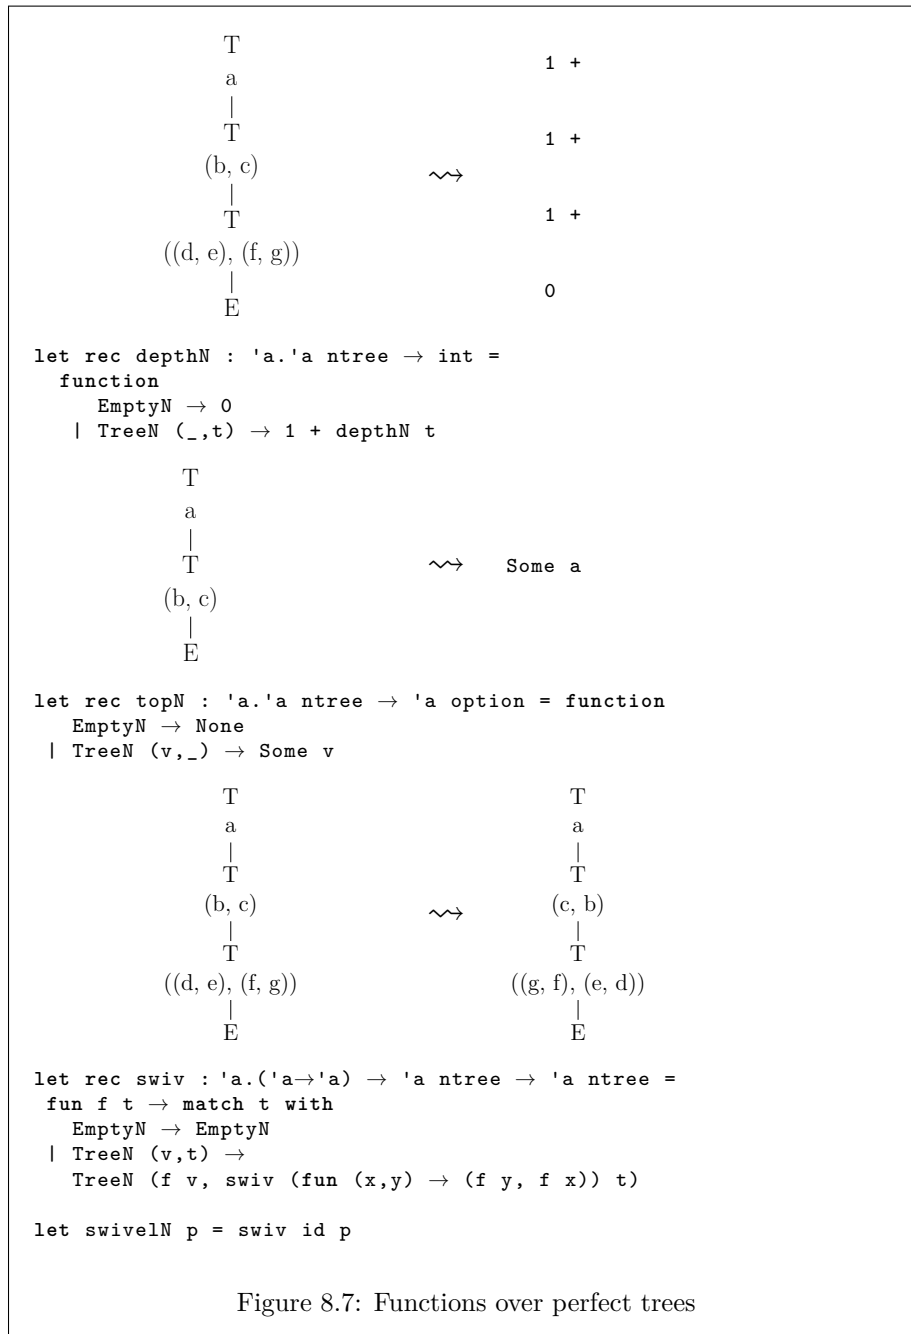 T
1 +
a
|
T
1 +
(b, c)
⇝
|
T
1 +
((d, e), (f, g))
|
0
E
let rec depthN : 'a.'a ntree → int =
function
EmptyN → 0
| TreeN (_,t) → 1 + depthN t
T
a
|
T
⇝ Some a
(b, c)
|
E
let rec topN : 'a.'a ntree → 'a option = function
EmptyN → None
| TreeN (v,_) → Some v
T T
a a
| |
T T
(b, c) ⇝ (c, b)
| |
T T
((d, e), (f, g)) ((g, f), (e, d))
| |
E E
let rec swiv : 'a.('a→'a) → 'a ntree → 'a ntree =
fun f t → match t with
EmptyN → EmptyN
| TreeN (v,t) →
TreeN (f v, swiv (fun (x,y) → (f y, f x)) t)
let swivelN p = swiv id p
Figure 8.7: Functions over perfect trees